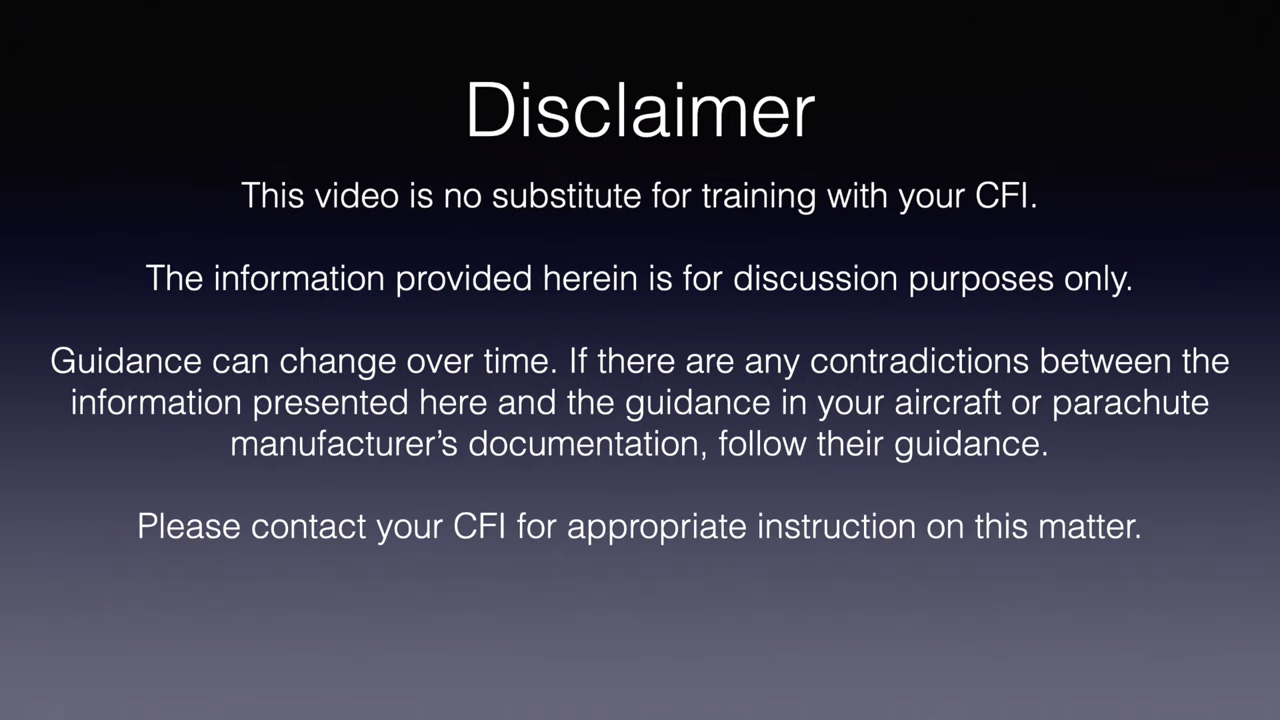 Disclaimer
This video is no substitute for training with your CFI.
The information provided herein is for discussion purposes only.
Guidance can change over time. If there are any contradictions between the
information presented here and the guidance in your aircraft or parachute
manufacturer’s documentation, follow their guidance.
Please contact your CFI for appropriate instruction on this matter.